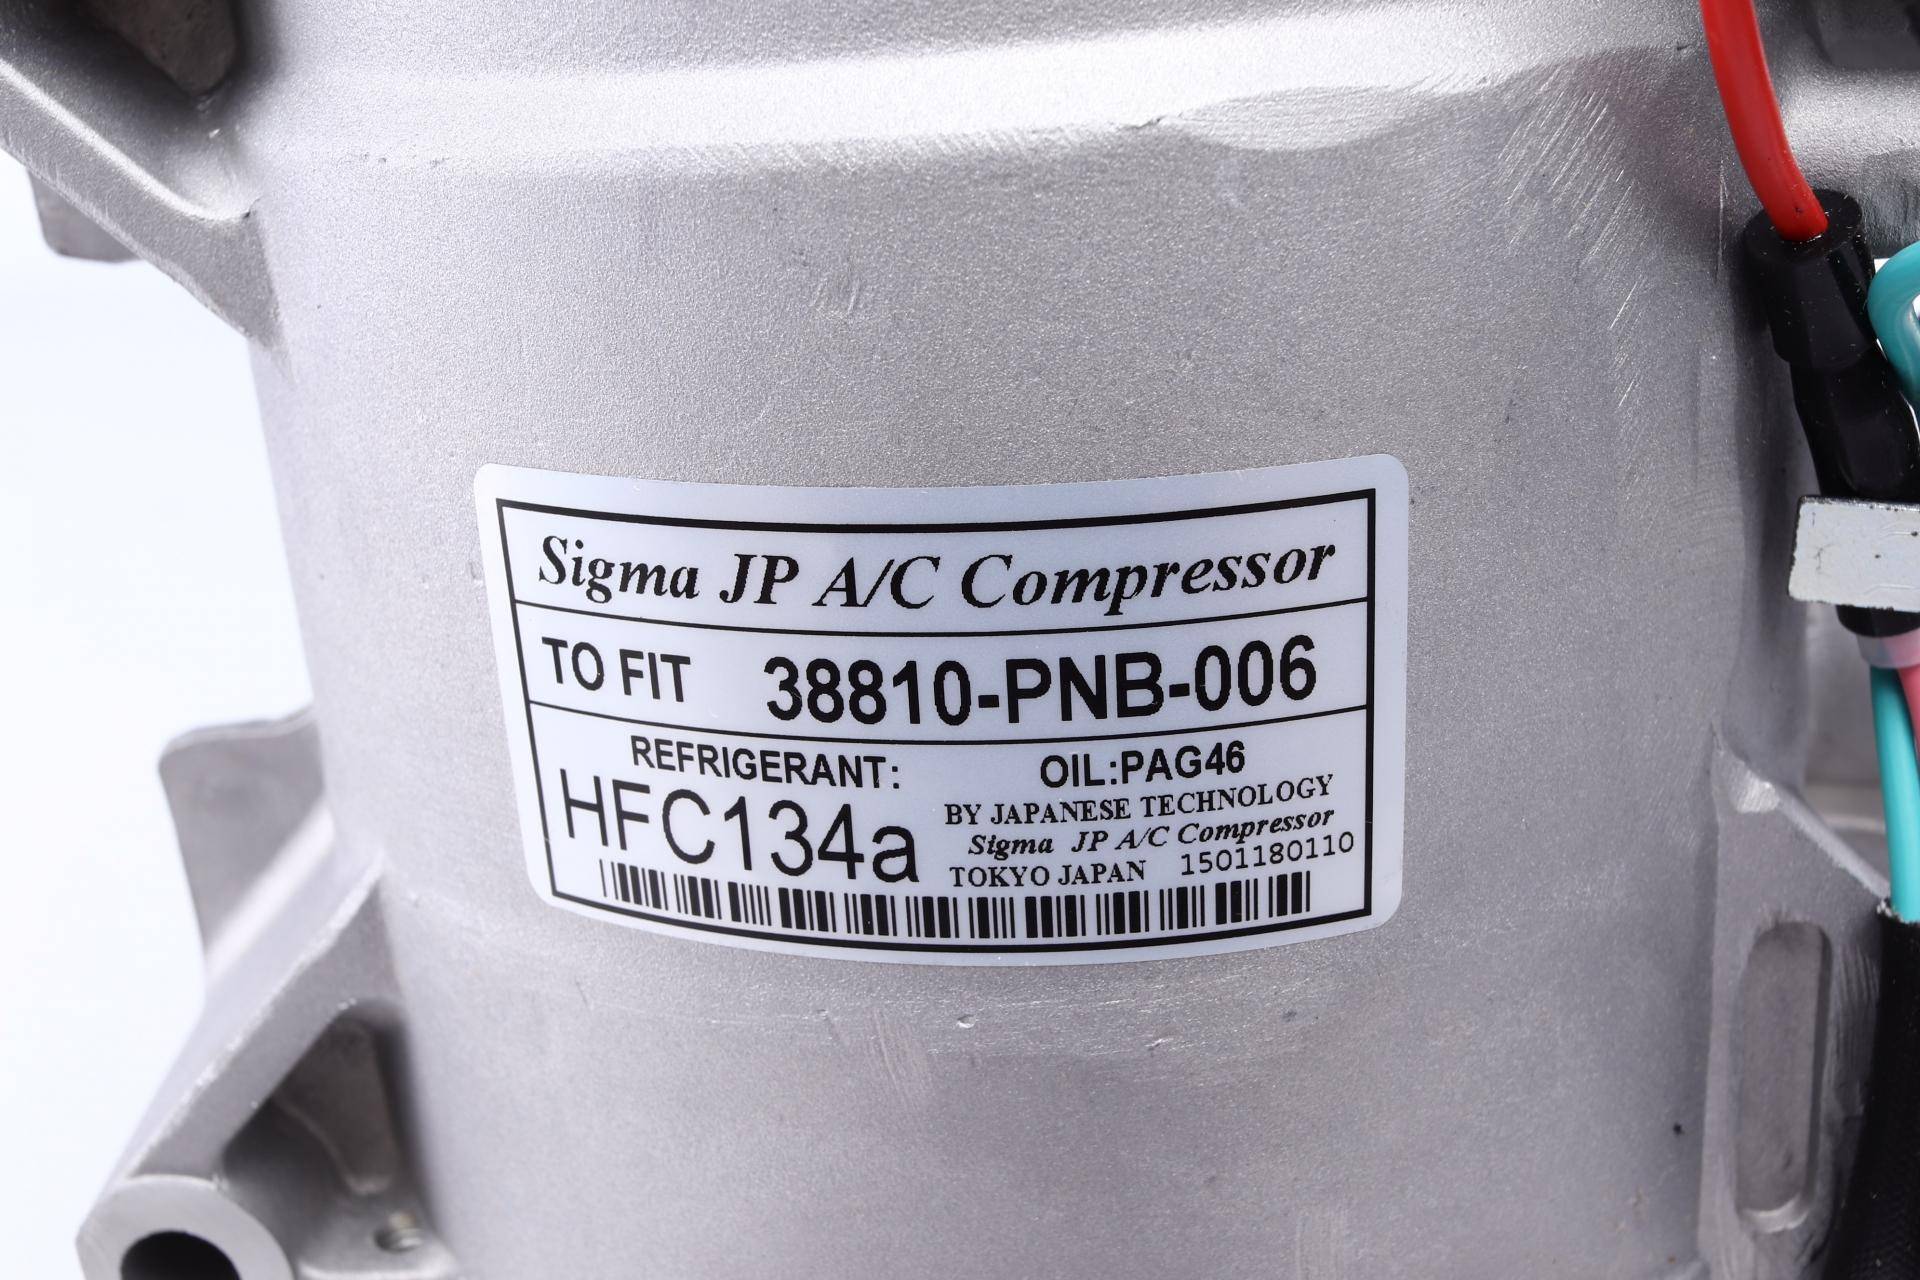 Sigma JP A/C Compressor
TO FIT 38810-PNB-006
REFRIGERANT: OIL:PAG46
HFC134a
BY JAPANESE TECHNOLOGY
Sigma JP A/C Compressor
TOKYO JAPAN 1501180110